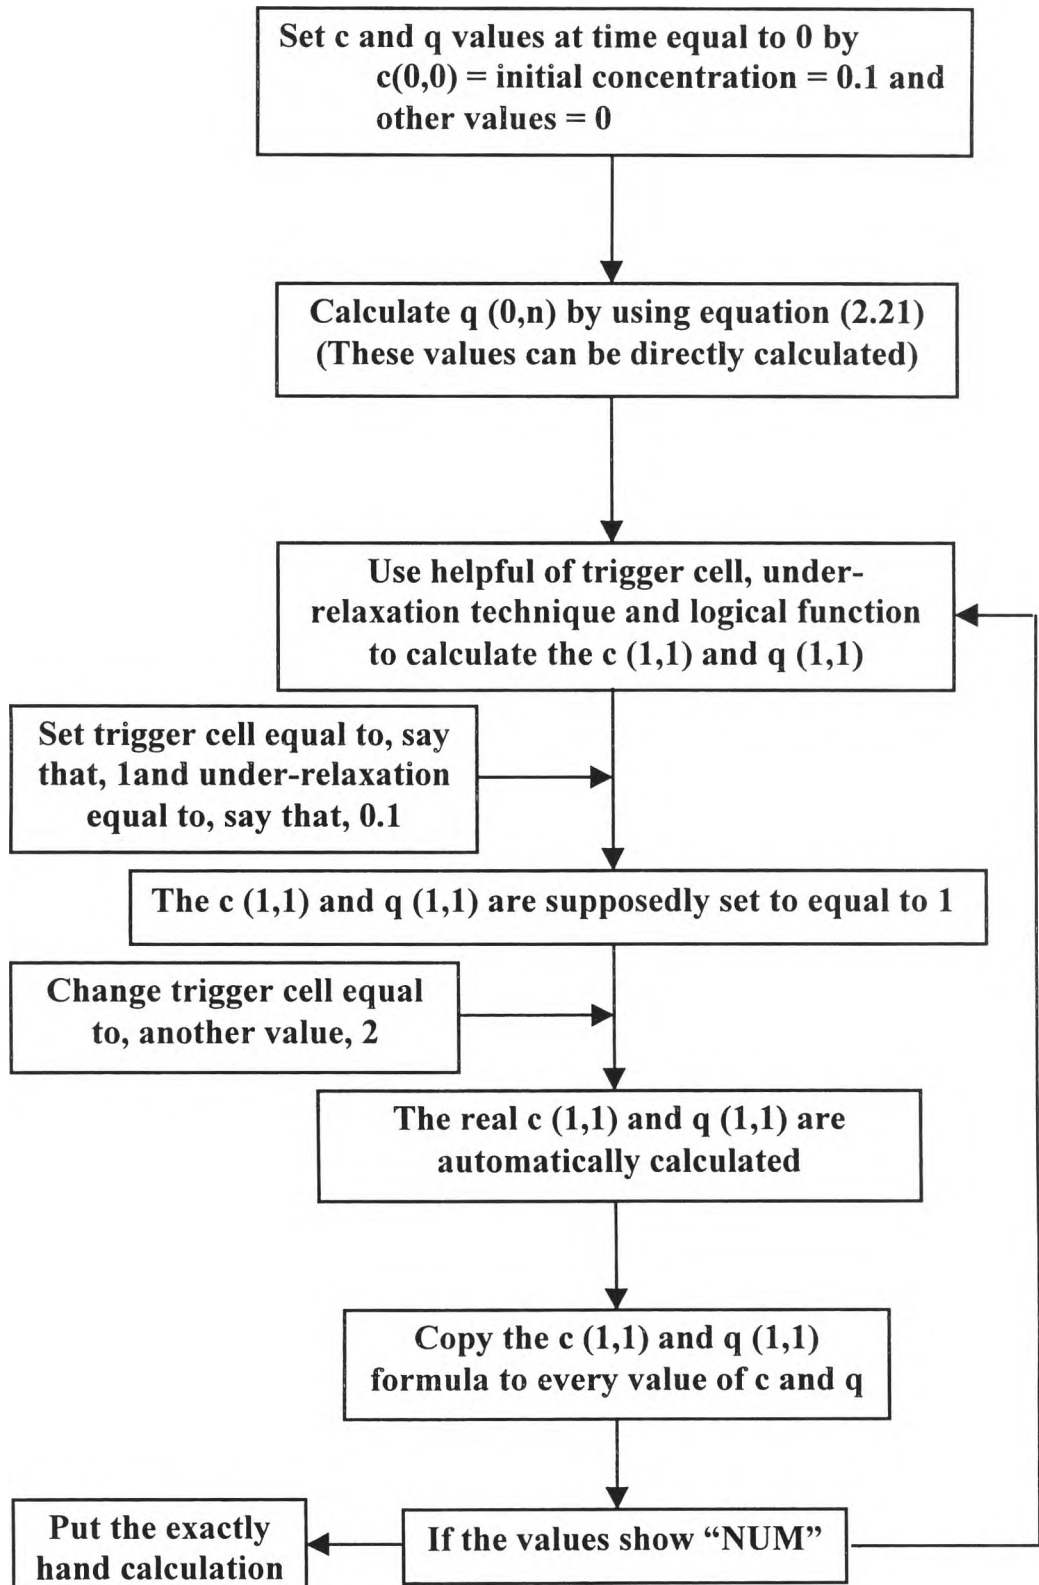 Set c and q values at time equal to 0 by
c(0,0) = initial concentration = 0.1 and
other values = 0
Calculate q (0,n) by using equation (2.21)
(These values can be directly calculated)
Use helpful of trigger cell, under-
relaxation technique and logical function
to calculate the c (1,1) and q (1,1)
Set trigger cell equal to, say
that, 1and under-relaxation
equal to, say that, 0.1
The c (1,1) and q (1,1) are supposedly set to equal to 1
Change trigger cell equal
to, another value, 2
The real c (1,1) and q (1,1) are
automatically calculated
Copy the c (1,1) and q (1,1)
formula to every value of c and q
If the values show “NUM”
Put the exactly
hand calculation